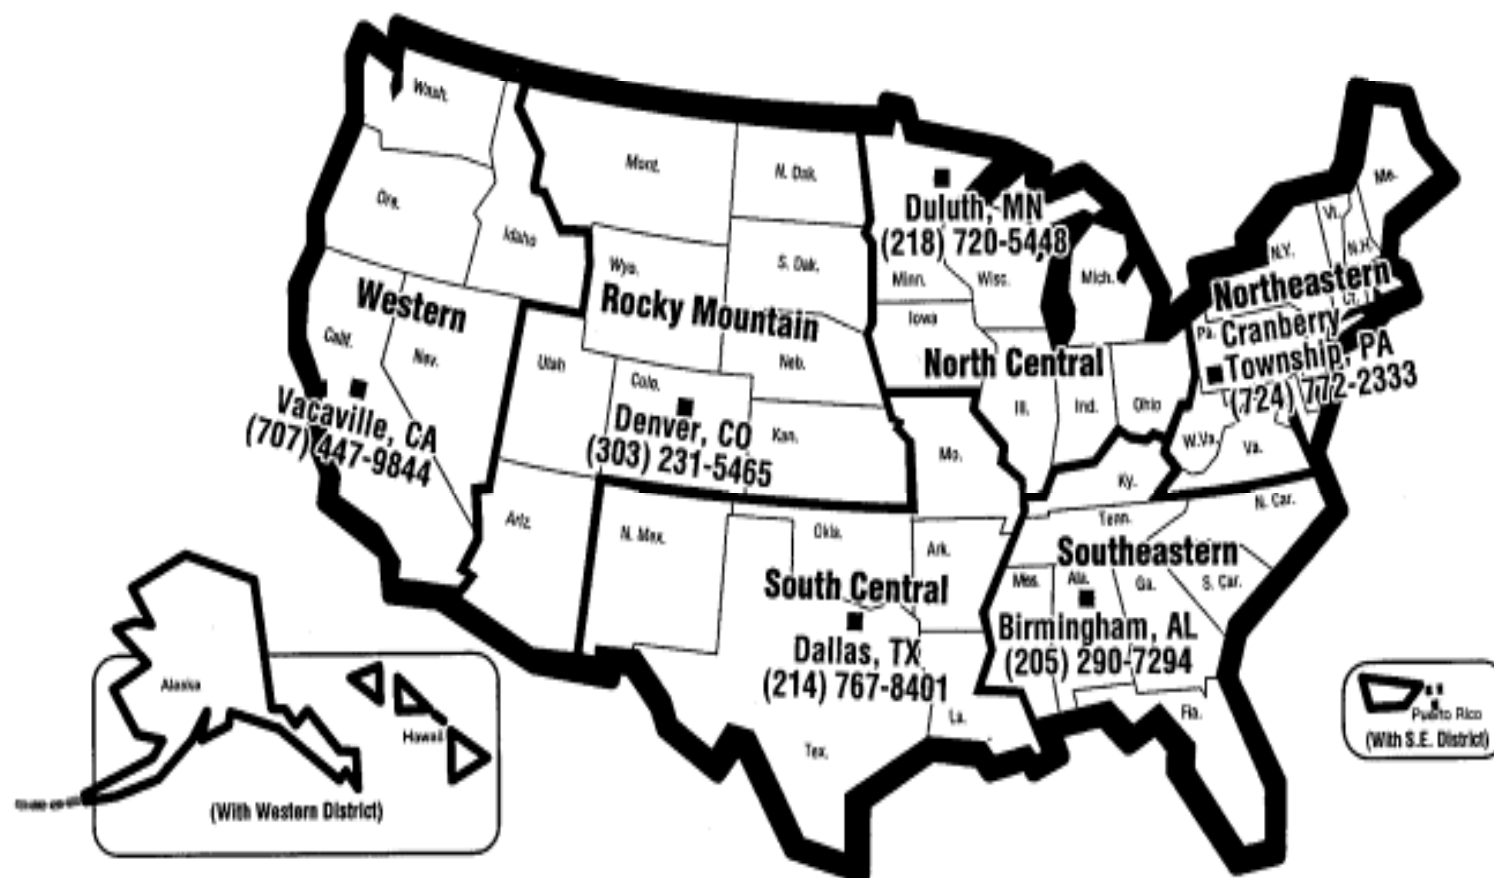 Wash.
Ore.
Idaho
Mont.
N. Dak.
Wyo.
S. Dak.
Western
Rocky Mountain
Calif.
Nev.
Utah
Colo.
Neb.
Kan.
Vacaville, CA
(707) 447-9844
Denver, CO
(303) 231-5465
Ariz.
N. Mex.
Duluth, MN
(218) 720-5448
Minn.
Wisc.
Mich.
Iowa
North Central
Ill.
Ind.
Ohio
Mo.
Me.
Vt.
N.H.
N.Y.
Northeastern
CT.
Pa.
Cranberry
Township, PA
(724) 772-2333
W.Va.
Va.
Ky.
N. Car.
Tenn.
Southeastern
Miss.
Ala.
Ga.
S. Car.
Birmingham, AL
(205) 290-7294
Fla.
Okla.
Ark.
South Central
Dallas, TX
(214) 767-8401
La.
Tex.
Alaska
Hawaii
(With Western District)
Puerto Rico
(With S.E. District)